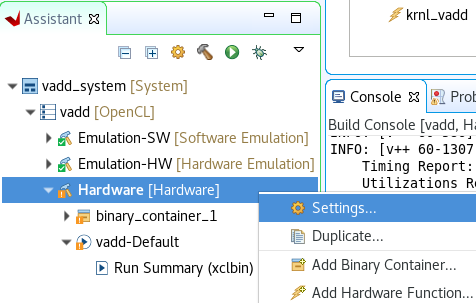 Assistant
krnl_vadd
vadd_system [System]
vadd [OpenCL]
Emulation-SW [Software Emulation]
Emulation-HW [Hardware Emulation]
Hardware [Hardware]
binary_container_1
vadd-Default
Run Summary (xclbin)
Console
Prob
Build Console [vadd, Ha
INFO: [v++ 60-1307
Timing Report:
Utilizations Re
Settings...
Duplicate...
Add Binary Container...
Add Hardware Function...